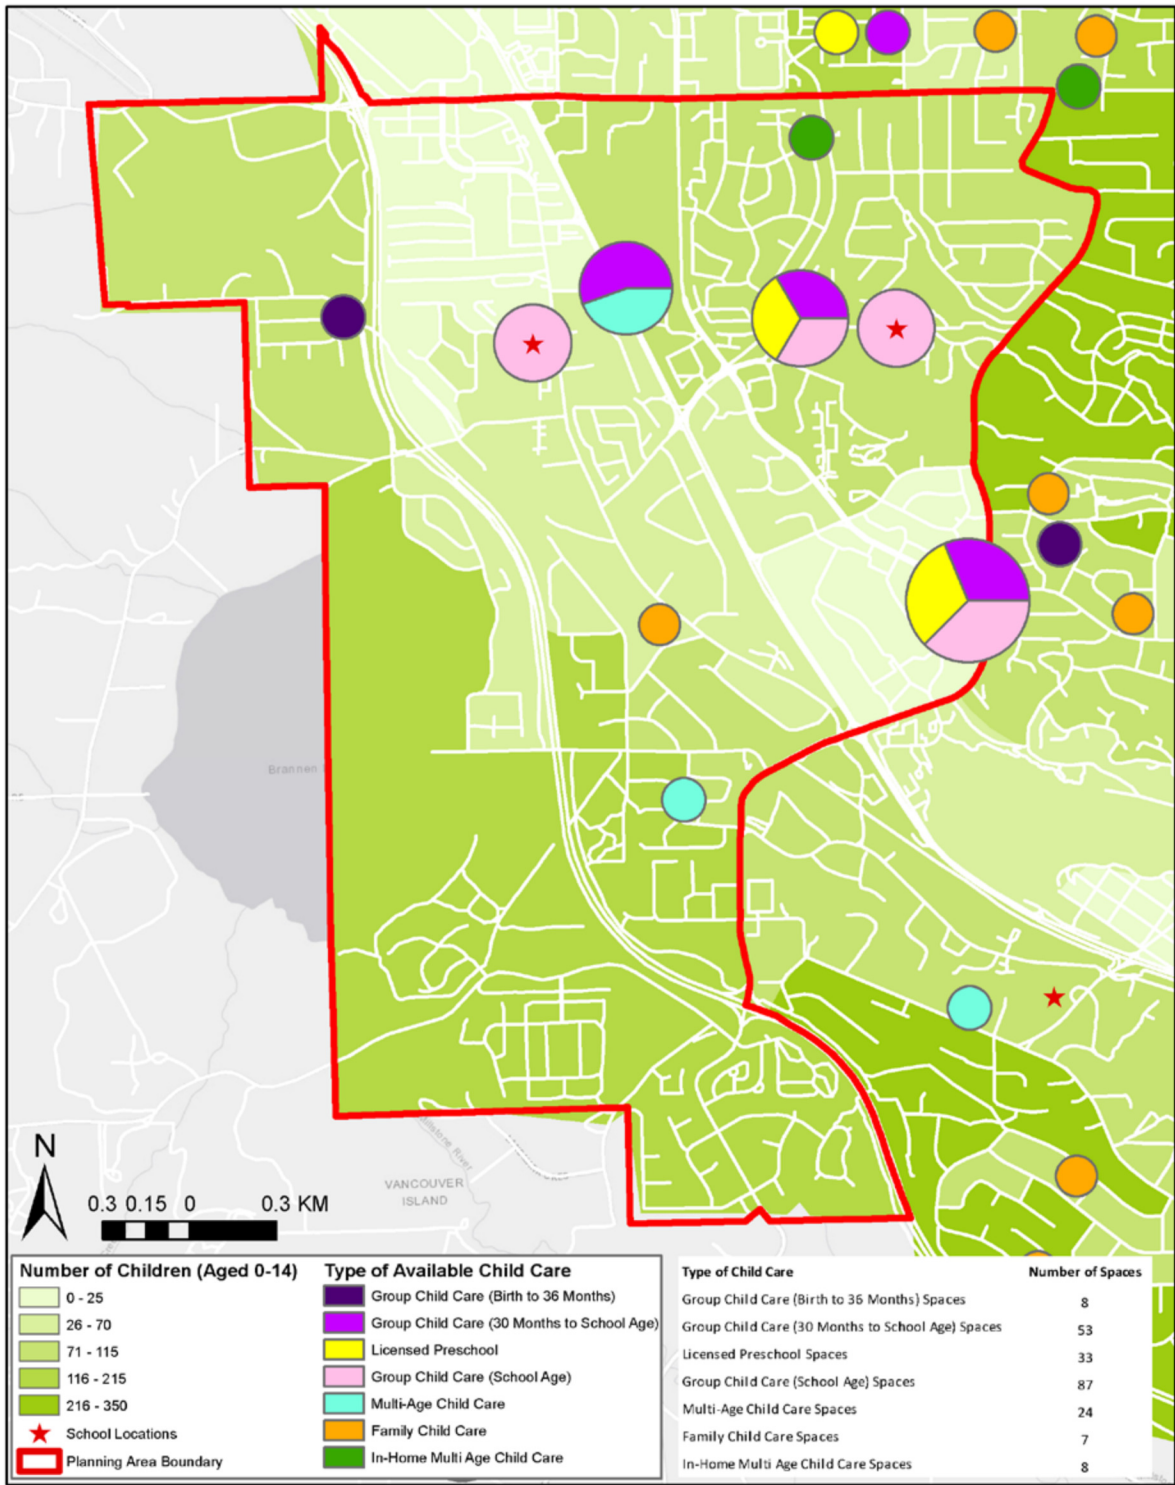 Brannen
Millstone River
VANCOUVER
ISLAND
N
0.3 0.15 0 0.3 KM
Number of Children (Aged 0-14)
0 - 25
26 - 70
71 - 115
116 - 215
216 - 350
School Locations
Planning Area Boundary
Type of Available Child Care
Group Child Care (Birth to 36 Months)
Group Child Care (30 Months to School Age)
Licensed Preschool
Group Child Care (School Age)
Multi-Age Child Care
Family Child Care
In-Home Multi Age Child Care
Type of Child Care Number of Spaces
Group Child Care (Birth to 36 Months) Spaces 8
Group Child Care (30 Months to School Age) Spaces 53
Licensed Preschool Spaces 33
Group Child Care (School Age) Spaces 87
Multi-Age Child Care Spaces 24
Family Child Care Spaces 7
In-Home Multi Age Child Care Spaces 8